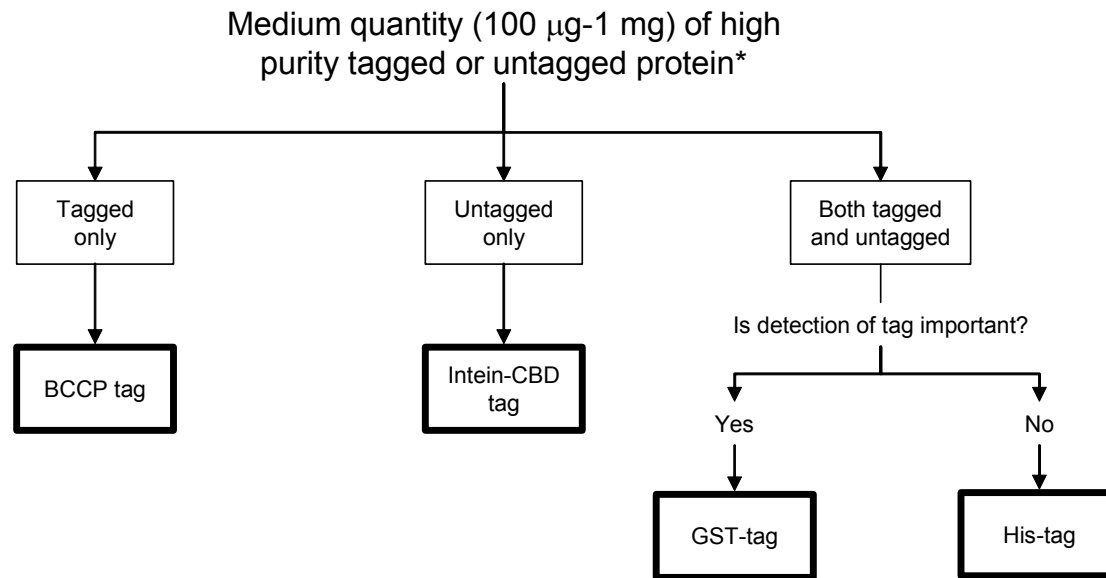 Medium quantity (100 μg-1 mg) of high
purity tagged or untagged protein*
Tagged
only
Untagged
only
Both tagged
and untagged
Is detection of tag important?
BCCP tag
Intein-CBD
tag
Yes
No
GST-tag
His-tag